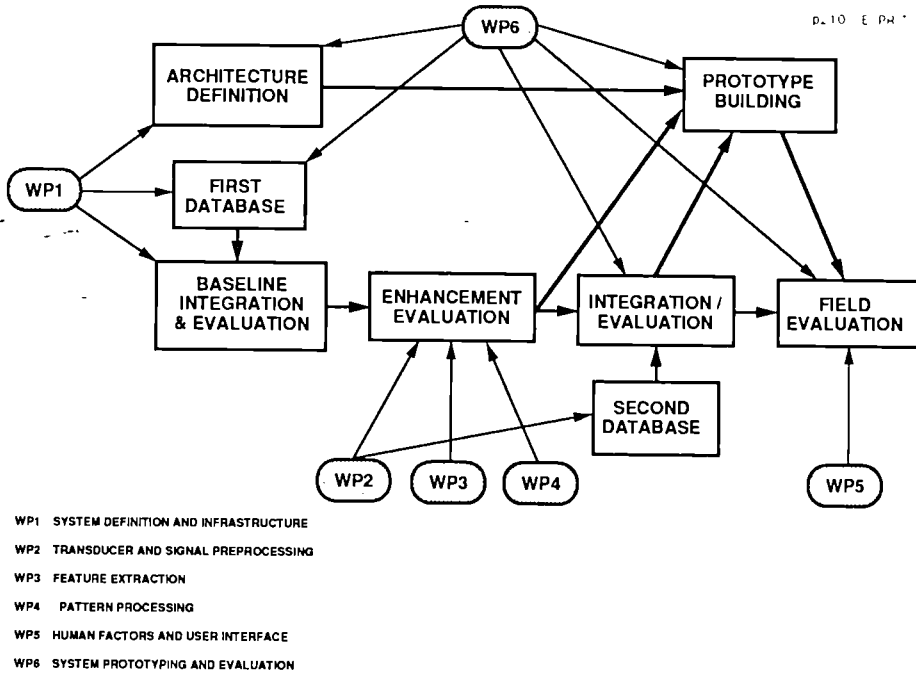 WP6
ARCHITECTURE
DEFINITION
PROTOTYPE
BUILDING
WP1
FIRST
DATABASE
BASELINE
INTEGRATION
& EVALUATION
ENHANCEMENT
EVALUATION
INTEGRATION /
EVALUATION
FIELD
EVALUATION
SECOND
DATABASE
WP2
WP3
WP4
WP5
WP1 SYSTEM DEFINITION AND INFRASTRUCTURE
WP2 TRANSDUCER AND SIGNAL PREPROCESSING
WP3 FEATURE EXTRACTION
WP4 PATTERN PROCESSING
WP5 HUMAN FACTORS AND USER INTERFACE
WP6 SYSTEM PROTOTYPING AND EVALUATION